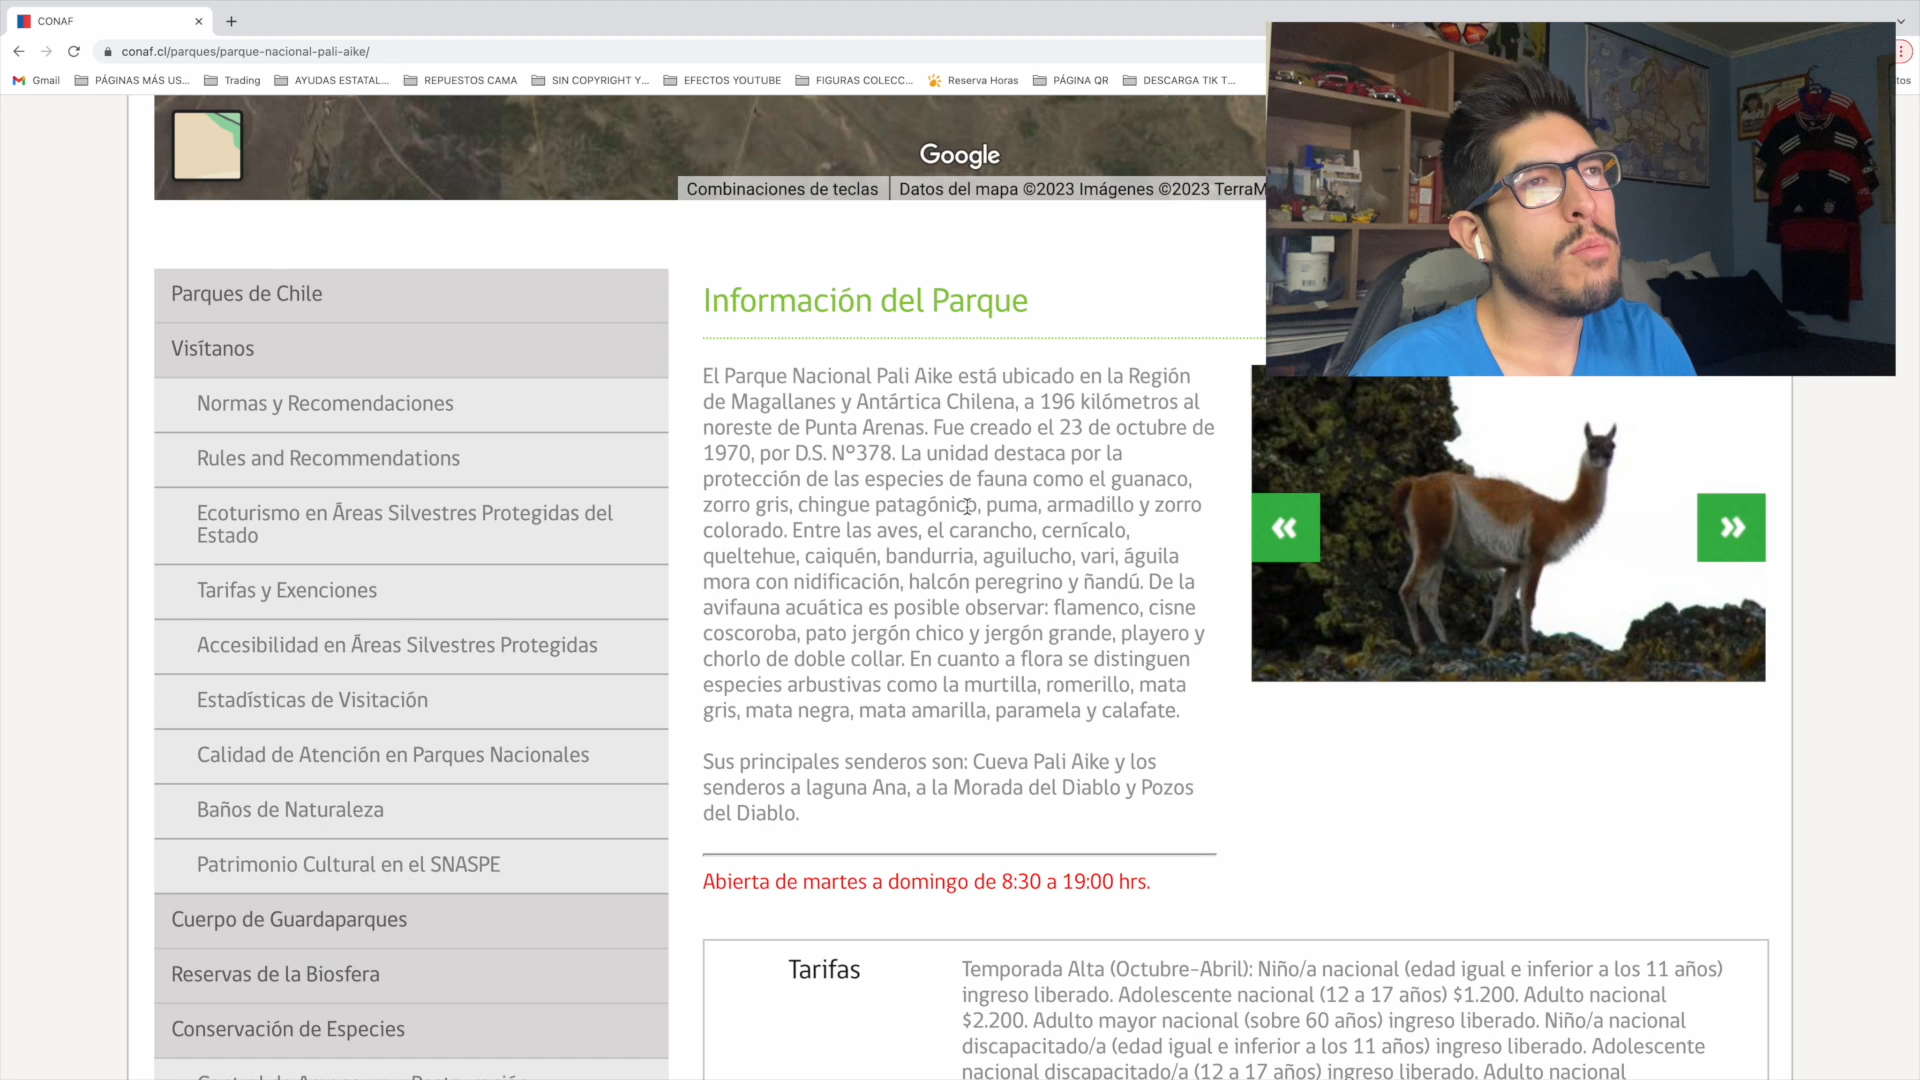 CONAF
conaf.cl/parques/parque-nacional-pali-aike/
Gmail
PÁGINAS MÁS US...
Trading
AYUDAS ESTATAL...
REPUESTOS CAMA
SIN COPYRIGHT Y...
EFECTOS YOUTUBE
FIGURAS COLECC...
Reserva Horas
PÁGINA QR
DESCARGA TIK T...
tos
Google
Combinaciones de teclas
Datos del mapa ©2023 Imágenes ©2023 TerraM
Parques de Chile
Visítanos
Normas y Recomendaciones
Rules and Recommendations
Ecoturismo en Áreas Silvestres Protegidas del
Estado
Tarifas y Exenciones
Accesibilidad en Áreas Silvestres Protegidas
Estadísticas de Visitación
Calidad de Atención en Parques Nacionales
Baños de Naturaleza
Patrimonio Cultural en el SNASPE
Cuerpo de Guardaparques
Reservas de la Biosfera
Conservación de Especies
Información del Parque
El Parque Nacional Pali Aike está ubicado en la Región
de Magallanes y Antártica Chilena, a 196 kilómetros al
noreste de Punta Arenas. Fue creado el 23 de octubre de
1970, por D.S. Nº378. La unidad destaca por la
protección de las especies de fauna como el guanaco,
zorro gris, chingue patagónico, puma, armadillo y zorro
colorado. Entre las aves, el carancho, cernícalo,
queltehue, caiquén, bandurria, aguilucho, vari, águila
mora con nidificación, halcón peregrino y ñandú. De la
avifauna acuática es posible observar: flamenco, cisne
coscoroba, pato jergón chico y jergón grande, playero y
chorlo de doble collar. En cuanto a flora se distinguen
especies arbustivas como la murtilla, romerillo, mata
gris, mata negra, mata amarilla, paramela y calafate.
Sus principales senderos son: Cueva Pali Aike y los
senderos a laguna Ana, a la Morada del Diablo y Pozos
del Diablo.
Abierta de martes a domingo de 8:30 a 19:00 hrs.
Tarifas
Temporada Alta (Octubre-Abril): Niño/a nacional (edad igual e inferior a los 11 años)
ingreso liberado. Adolescente nacional (12 a 17 años) $1.200. Adulto nacional
$2.200. Adulto mayor nacional (sobre 60 años) ingreso liberado. Niño/a nacional
discapacitado/a (edad igual e inferior a los 11 años) ingreso liberado. Adolescente
nacional discapacitado/a (12 a 17 años) ingreso liberado. Adulto nacional